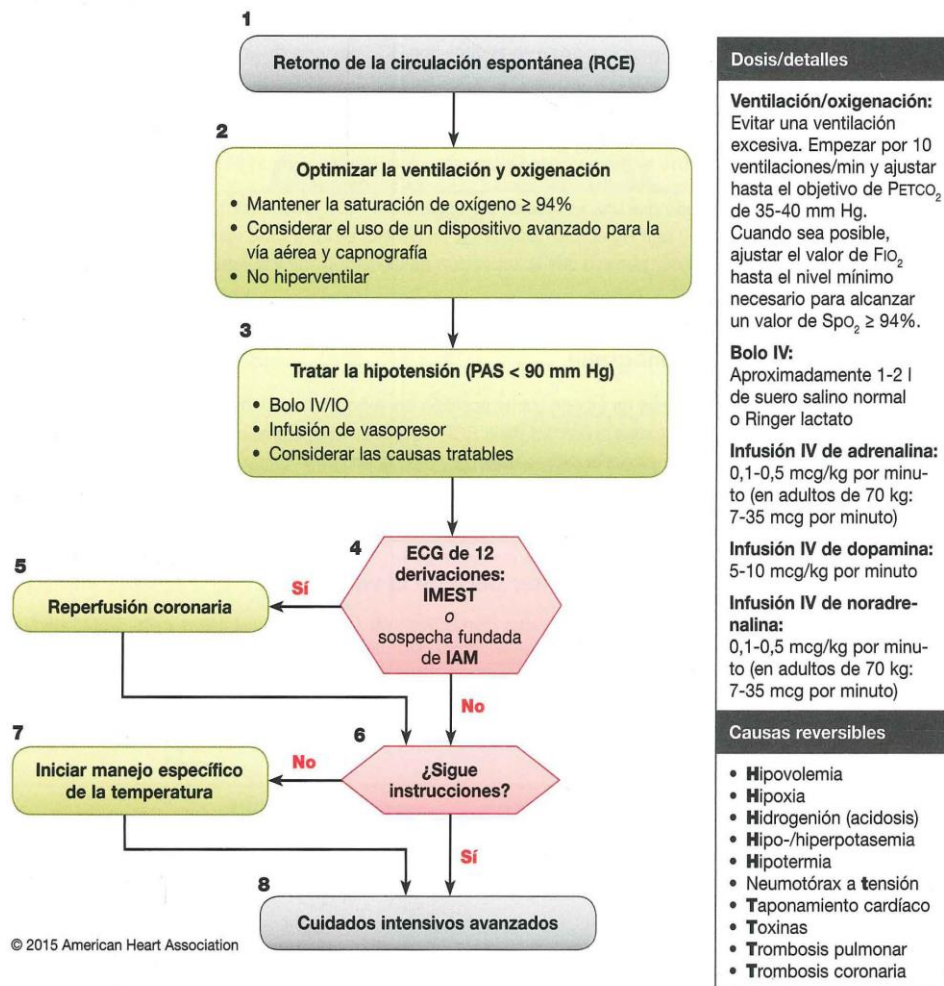 1
Retorno de la circulación espontánea (RCE)
2
Optimizar la ventilación y oxigenación
• Mantener la saturación de oxígeno ≥ 94%
• Considerar el uso de un dispositivo avanzado para la
vía aérea y capnografía
• No hiperventilar
3
Tratar la hipotensión (PAS < 90 mm Hg)
• Bolo IV/IO
• Infusión de vasopresor
• Considerar las causas tratables
4
ECG de 12
derivaciones:
IMEST
o
sospecha fundada
de IAM
Sí
5
Reperfusión coronaria
No
6
¿Sigue
instrucciones?
No
7
Iniciar manejo específico
de la temperatura
Sí
8
Cuidados intensivos avanzados
© 2015 American Heart Association
Dosis/detalles
Ventilación/oxigenación:
Evitar una ventilación
excesiva. Empezar por 10
ventilaciones/min y ajustar
hasta el objetivo de PETCO₂
de 35-40 mm Hg.
Cuando sea posible,
ajustar el valor de FIO₂
hasta el nivel mínimo
necesario para alcanzar
un valor de SpO₂ ≥ 94%.
Bolo IV:
Aproximadamente 1-2 l
de suero salino normal
o Ringer lactato
Infusión IV de adrenalina:
0,1-0,5 mcg/kg por minu-
to (en adultos de 70 kg:
7-35 mcg por minuto)
Infusión IV de dopamina:
5-10 mcg/kg por minuto
Infusión IV de noradre-
nalina:
0,1-0,5 mcg/kg por minu-
to (en adultos de 70 kg:
7-35 mcg por minuto)
Causas reversibles
• Hipovolemia
• Hipoxia
• Hidrogenión (acidosis)
• Hipo-/hiperpotasemia
• Hipotermia
• Neumotórax a tensión
• Taponamiento cardíaco
• Toxinas
• Trombosis pulmonar
• Trombosis coronaria